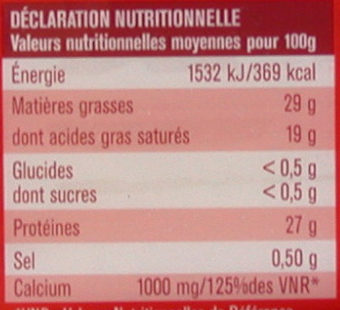 DÉCLARATION NUTRITIONNELLE
Valeurs nutritionnelles moyennes pour 100g
Énergie 1532 kJ/369 kcal
Matières grasses 29 g
dont acides gras saturés 19 g
Glucides < 0,5 g
dont sucres < 0,5 g
Protéines 27 g
Sel 0,50 g
Calcium 1000 mg/125%des VNR*